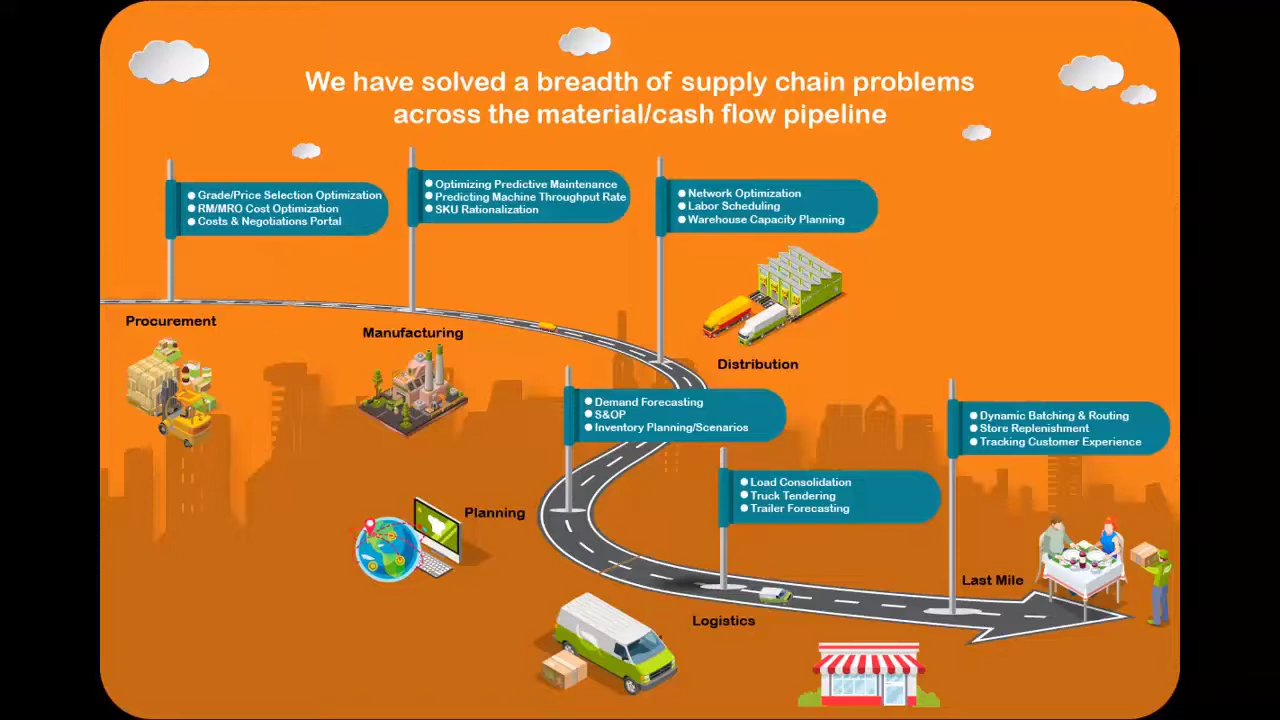 We have solved a breadth of supply chain problems
across the material/cash flow pipeline
Grade/Price Selection Optimization
RM/MRO Cost Optimization
Costs & Negotiations Portal
Procurement
Optimizing Predictive Maintenance
Predicting Machine Throughput Rate
SKU Rationalization
Manufacturing
Network Optimization
Labor Scheduling
Warehouse Capacity Planning
Distribution
Demand Forecasting
S&OP
Inventory Planning/Scenarios
Planning
Load Consolidation
Truck Tendering
Trailer Forecasting
Logistics
Dynamic Batching & Routing
Store Replenishment
Tracking Customer Experience
Last Mile